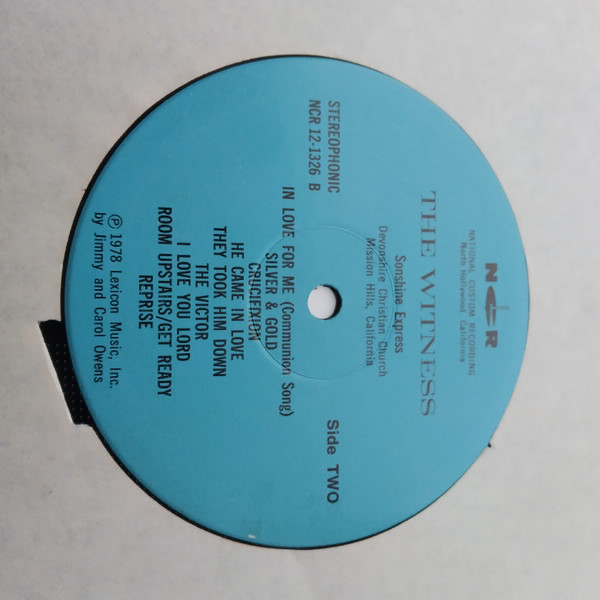 NCR
NATIONAL CUSTOM RECORDING
North Hollywood, California
THE WITNESS
Sonshine Express
Devonshire Christian Church
Mission Hills, California
STEREOPHONIC
NCR 12-1326 B
Side TWO
IN LOVE FOR ME (Communion Song)
SILVER & GOLD
CRUCIFIXION
HE CAME IN LOVE
THEY TOOK HIM DOWN
THE VICTOR
I LOVE YOU LORD
ROOM UPSTAIRS/GET READY
REPRISE
℗ 1978 Lexicon Music, Inc.
by Jimmy and Carol Owens